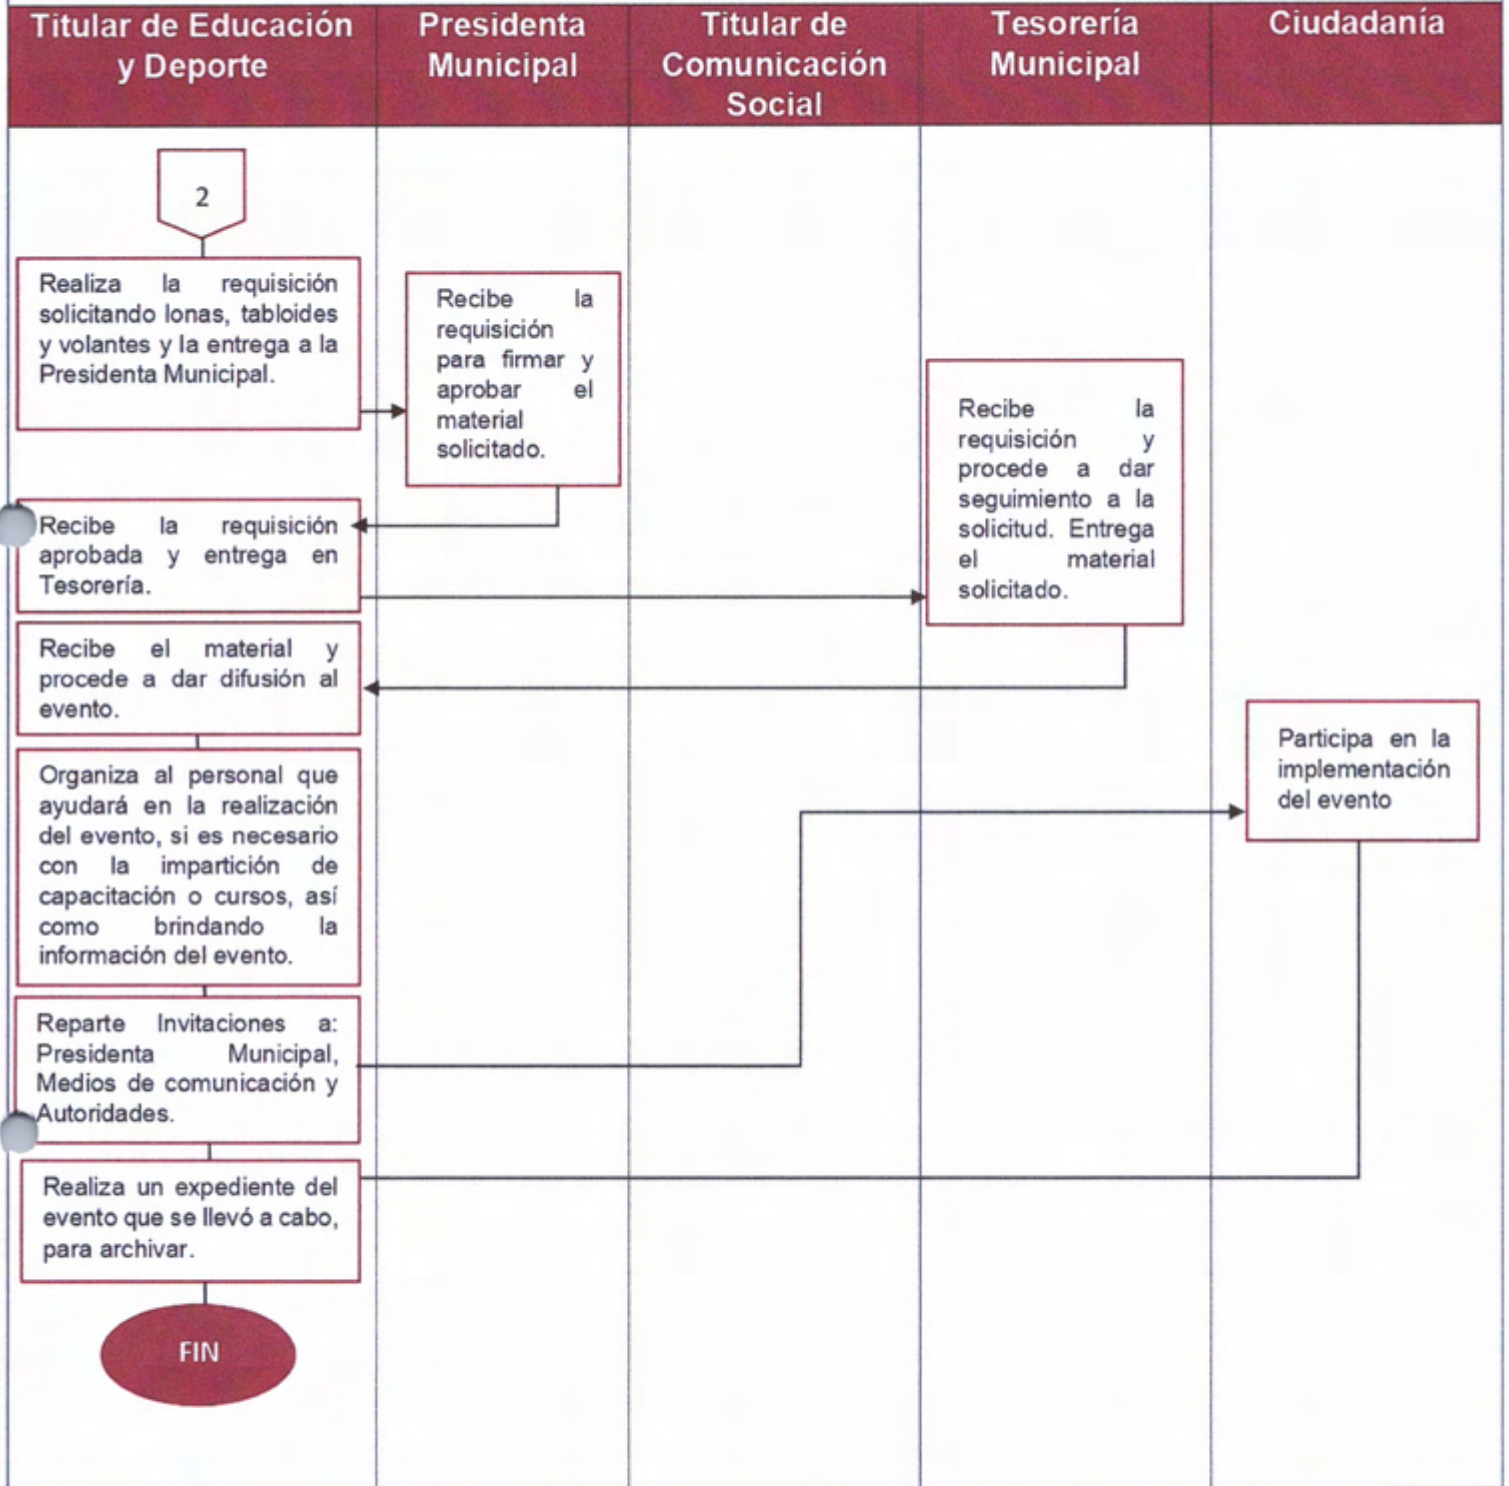 Titular de Educación
y Deporte
Presidenta
Municipal
Titular de
Comunicación
Social
Tesorería
Municipal
Ciudadanía
2
Realiza la requisición
solicitando lonas, tabloides
y volantes y la entrega a la
Presidenta Municipal.
Recibe la
requisición
para firmar y
aprobar el
material
solicitado.
Recibe la
requisición y
procede a dar
seguimiento a la
solicitud. Entrega
el material
solicitado.
Recibe la requisición
aprobada y entrega en
Tesorería.
Recibe el material y
procede a dar difusión al
evento.
Participa en la
implementación
del evento
Organiza al personal que
ayudará en la realización
del evento, si es necesario
con la impartición de
capacitación o cursos, así
como brindando la
información del evento.
Reparte Invitaciones a:
Presidenta Municipal,
Medios de comunicación y
Autoridades.
Realiza un expediente del
evento que se llevó a cabo,
para archivar.
FIN